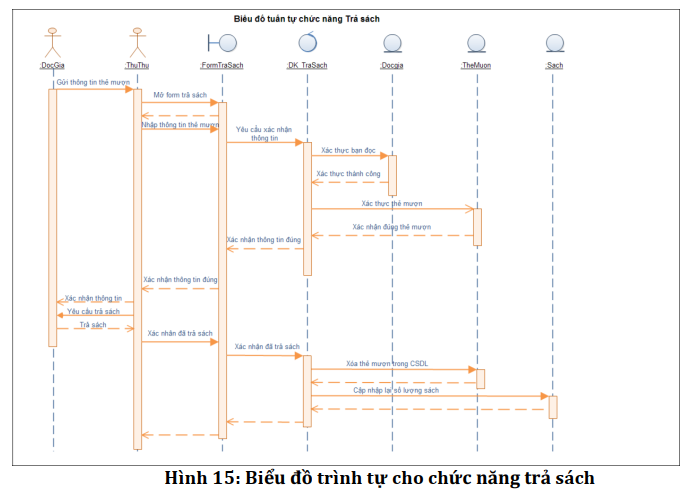 Biểu đồ tuần tự chức năng Trả sách
:DocGia
:ThuThu
:FormTraSach
:DK_TraSach
:Docgia
:TheMuon
:Sach
Gửi thông tin thẻ mượn
Mở form trả sách
Nhập thông tin thẻ mượn
Yêu cầu xác nhận
thông tin
Xác thực bạn đọc
Xác thực thành công
Xác thực thẻ mượn
Xác nhận đúng thẻ mượn
Xác nhận thông tin đúng
Xác nhận thông tin đúng
Xác nhận thông tin
Yêu cầu trả sách
Trả sách
Xác nhận đã trả sách
Xác nhận đã trả sách
Xóa thẻ mượn trong CSDL
Cập nhập lại số lượng sách
Hình 15: Biểu đồ trình tự cho chức năng trả sách